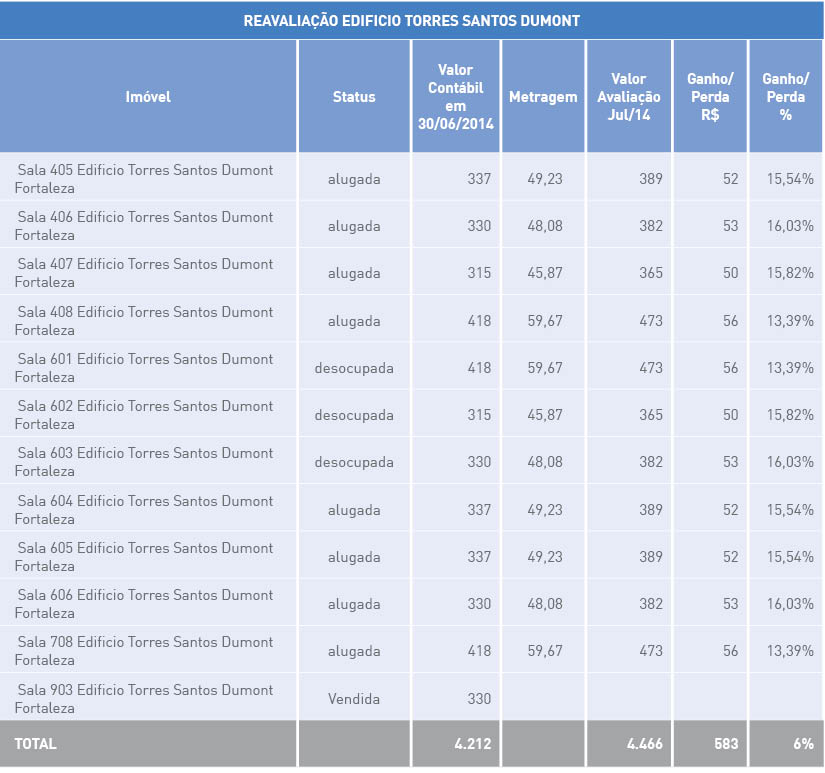 REAVALIAÇÃO EDIFICIO TORRES SANTOS DUMONT
Imóvel Status Valor Contábil em 30/06/2014 Metragem Valor Avaliação Jul/14 Ganho/ Perda R$ Ganho/ Perda %
Sala 405 Edificio Torres Santos Dumont Fortaleza alugada 337 49,23 389 52 15,54%
Sala 406 Edificio Torres Santos Dumont Fortaleza alugada 330 48,08 382 53 16,03%
Sala 407 Edificio Torres Santos Dumont Fortaleza alugada 315 45,87 365 50 15,82%
Sala 408 Edificio Torres Santos Dumont Fortaleza alugada 418 59,67 473 56 13,39%
Sala 601 Edificio Torres Santos Dumont Fortaleza desocupada 418 59,67 473 56 13,39%
Sala 602 Edificio Torres Santos Dumont Fortaleza desocupada 315 45,87 365 50 15,82%
Sala 603 Edificio Torres Santos Dumont Fortaleza desocupada 330 48,08 382 53 16,03%
Sala 604 Edificio Torres Santos Dumont Fortaleza alugada 337 49,23 389 52 15,54%
Sala 605 Edificio Torres Santos Dumont Fortaleza alugada 337 49,23 389 52 15,54%
Sala 606 Edificio Torres Santos Dumont Fortaleza alugada 330 48,08 382 53 16,03%
Sala 708 Edificio Torres Santos Dumont Fortaleza alugada 418 59,67 473 56 13,39%
Sala 903 Edificio Torres Santos Dumont Fortaleza Vendida 330
TOTAL 4.212 4.466 583 6%